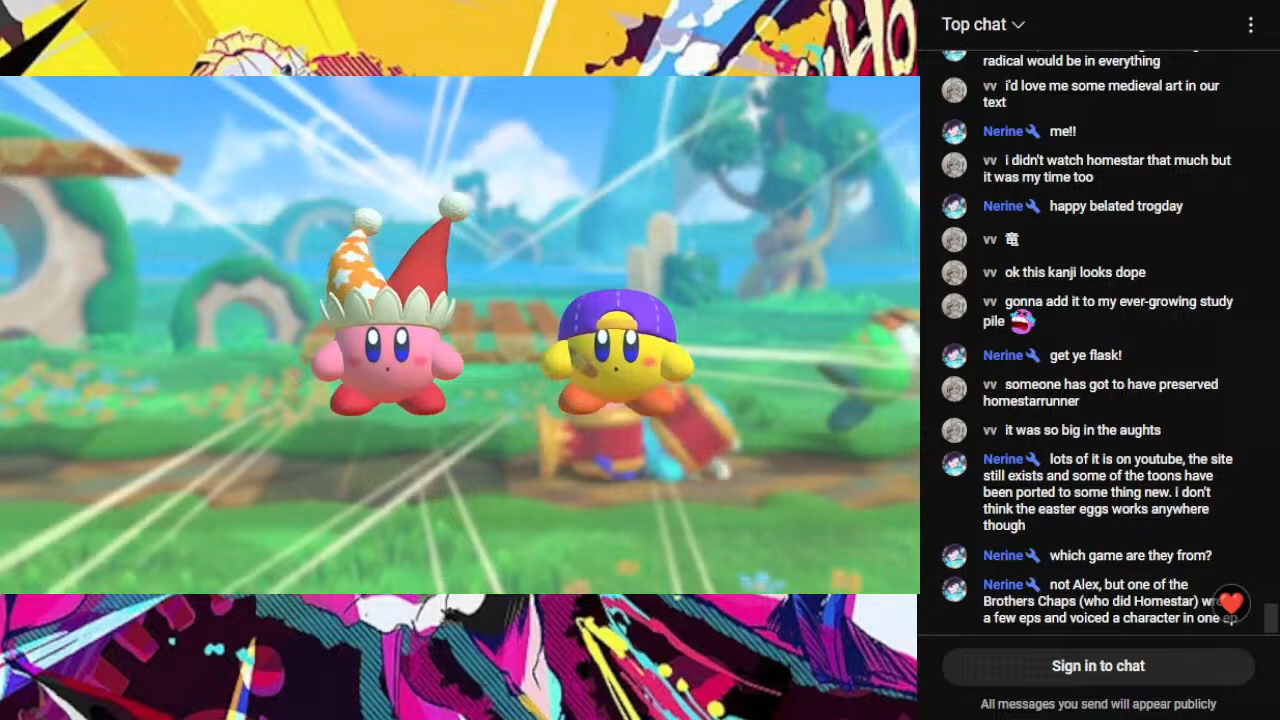 Top chat
radical would be in everything
vv i'd love me some medieval art in our
text
Nerine me!!
vv i didn't watch homestar that much but
it was my time too
Nerine happy belated trogday
vv 竜
vv ok this kanji looks dope
vv gonna add it to my ever-growing study
pile
Nerine get ye flask!
vv someone has got to have preserved
homestarrunner
vv it was so big in the aughts
Nerine lots of it is on youtube, the site
still exists and some of the toons have
been ported to some thing new. i don't
think the easter eggs works anywhere
though
Nerine which game are they from?
Nerine not Alex, but one of the
Brothers Chaps (who did Homestar)
a few eps and voiced a character in one
Sign in to chat
All messages you send will appear publicly